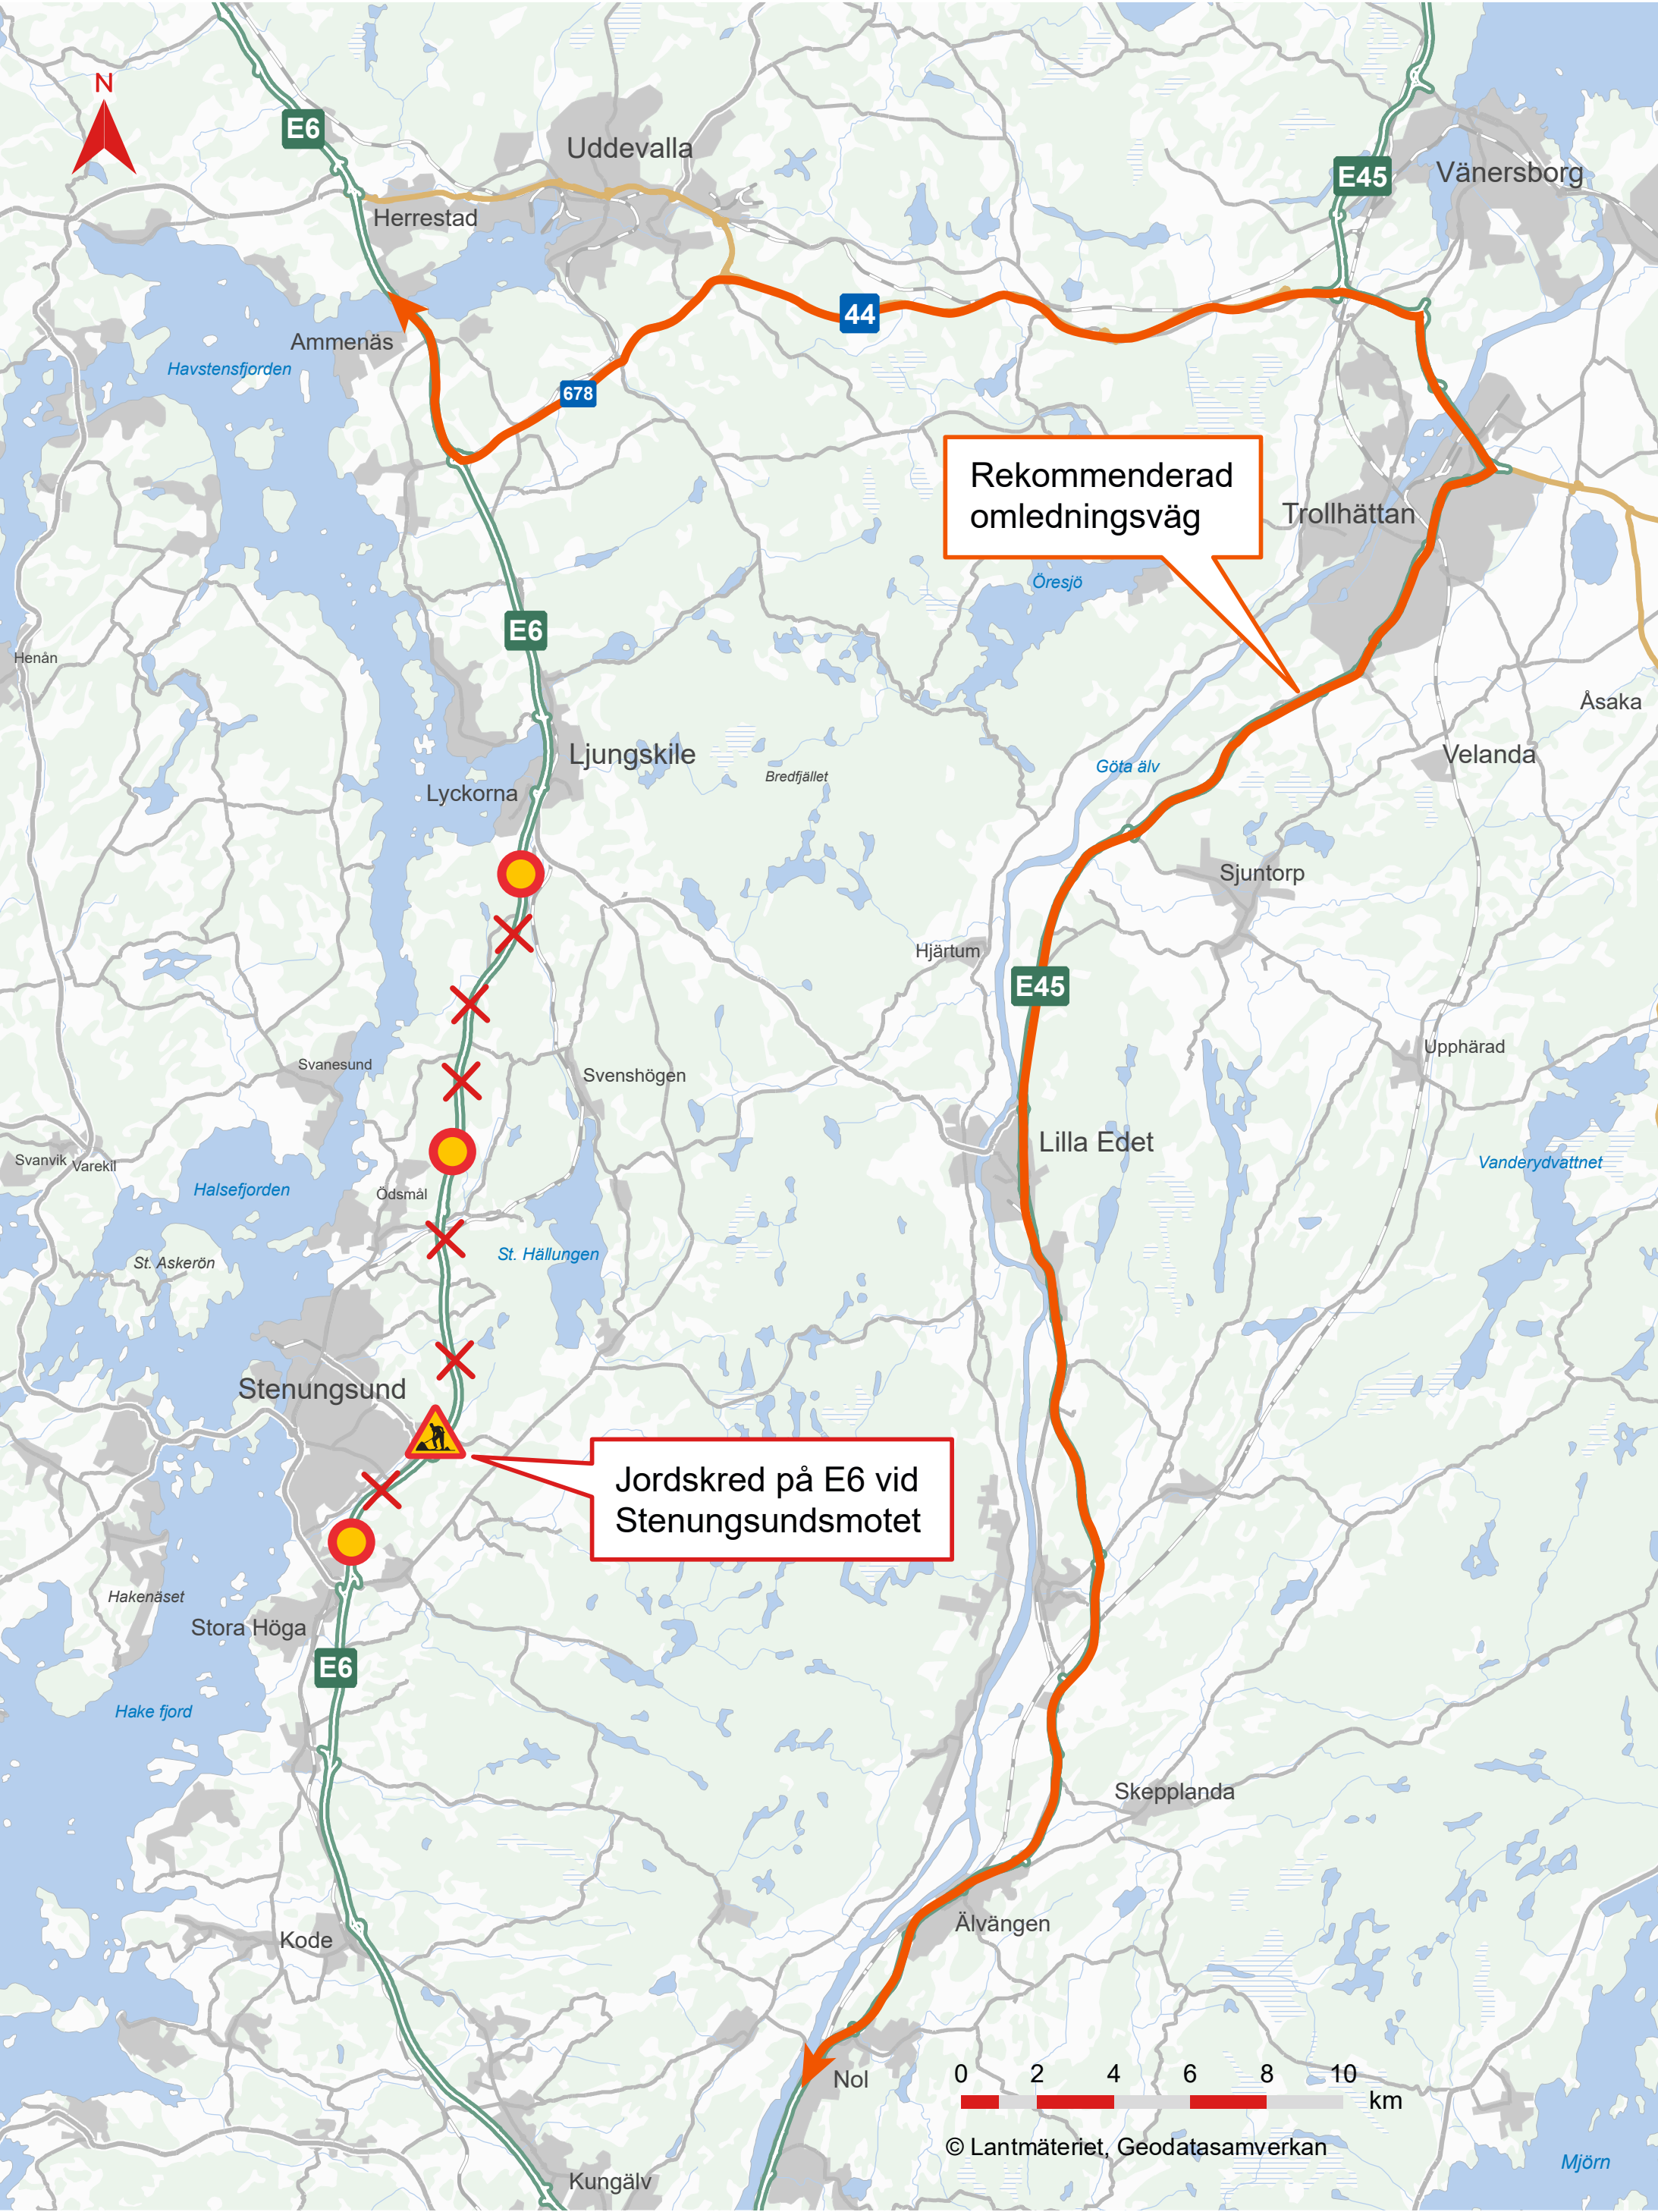 N
E6
Uddevalla
E45
Vänersborg
Herrestad
44
Ammenäs
Havstensfjorden
678
Rekommenderad
omledningsväg
Trollhättan
Öresjö
E6
Henån
Åsaka
Ljungskile
Velanda
Göta älv
Bredfjället
Lyckorna
Sjuntorp
Hjärtum
E45
Upphärad
Svanesund
Svenshögen
Lilla Edet
Svanvik
Varekil
Vanderydvattnet
Halsefjorden
Ödsmål
St. Hällungen
St. Askerön
Stenungsund
Jordskred på E6 vid
Stenungsundsmotet
Hakenäset
Stora Höga
E6
Hake fjord
Skepplanda
Älvängen
Kode
Nol
0 2 4 6 8 10
km
© Lantmäteriet, Geodatasamverkan
Mjörn
Kungälv